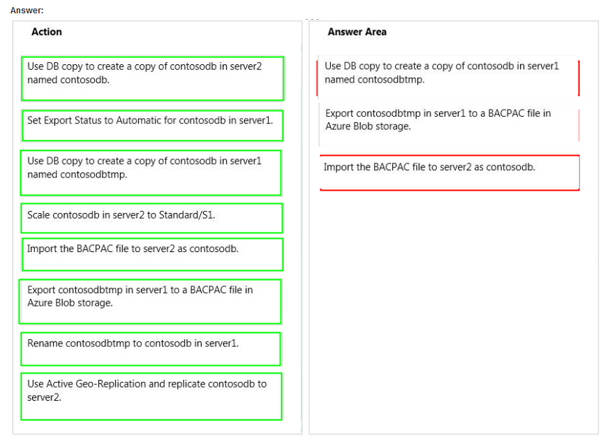 Answer:
Action
Use DB copy to create a copy of contosodb in server2
named contosodb.
Set Export Status to Automatic for contosodb in server1.
Use DB copy to create a copy of contosodb in server1
named contosodbtmp.
Scale contosodb in server2 to Standard/S1.
Import the BACPAC file to server2 as contosodb.
Export contosodbtmp in server1 to a BACPAC file in
Azure Blob storage.
Rename contosodbtmp to contosodb in server1.
Use Active Geo-Replication and replicate contosodb to
server2.
Answer Area
Use DB copy to create a copy of contosodb in server1
named contosodbtmp.
Export contosodbtmp in server1 to a BACPAC file in
Azure Blob storage.
Import the BACPAC file to server2 as contosodb.